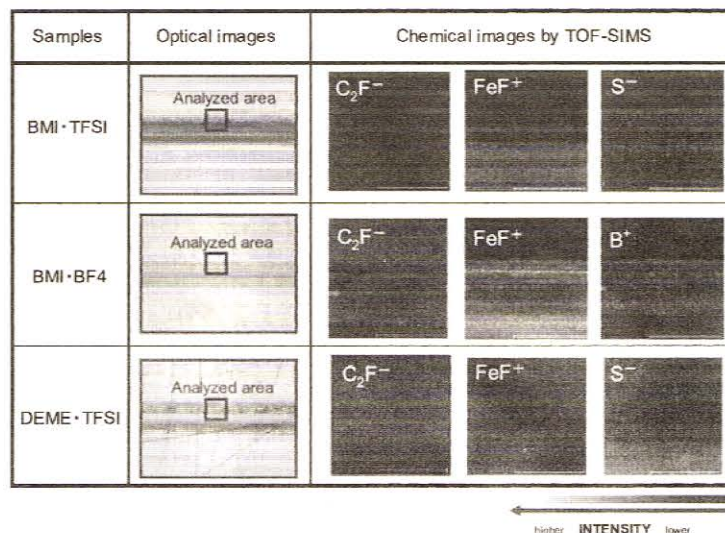 Samples Optical images Chemical images by TOF-SIMS
BMI・TFSI Analyzed area C₂F⁻ FeF⁺ S⁻
BMI・BF4 Analyzed area C₂F⁻ FeF⁺ B⁺
DEME・TFSI Analyzed area C₂F⁻ FeF⁺ S⁻
higher INTENSITY lower